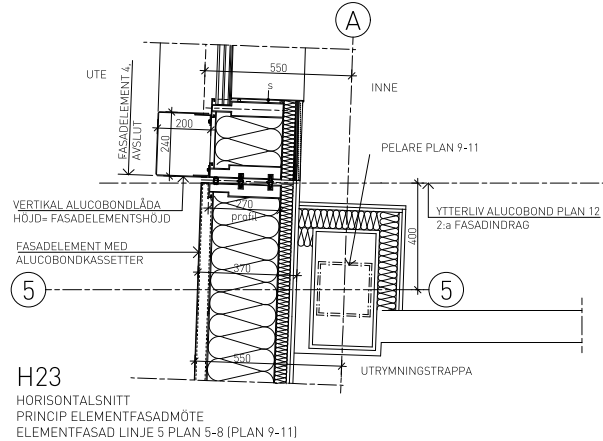 A
550
UTE
S
INNE
FASADELEMENT 4,
AVSLUT
200
240
PELARE PLAN 9-11
VERTIKAL ALUCOBONDLÅDA
HÖJD= FASADELEMENTSHÖJD
270
profil
YTTERLIV ALUCOBOND PLAN 12
2:a FASADINDRAG
400
FASADELEMENT MED
ALUCOBONDKASSETTER
370
5
5
550
UTRYMNINGSTRAPPA
H23
HORISONTALSNITT
PRINCIP ELEMENTFASADMÖTE
ELEMENTFASAD LINJE 5 PLAN 5-8 (PLAN 9-11)